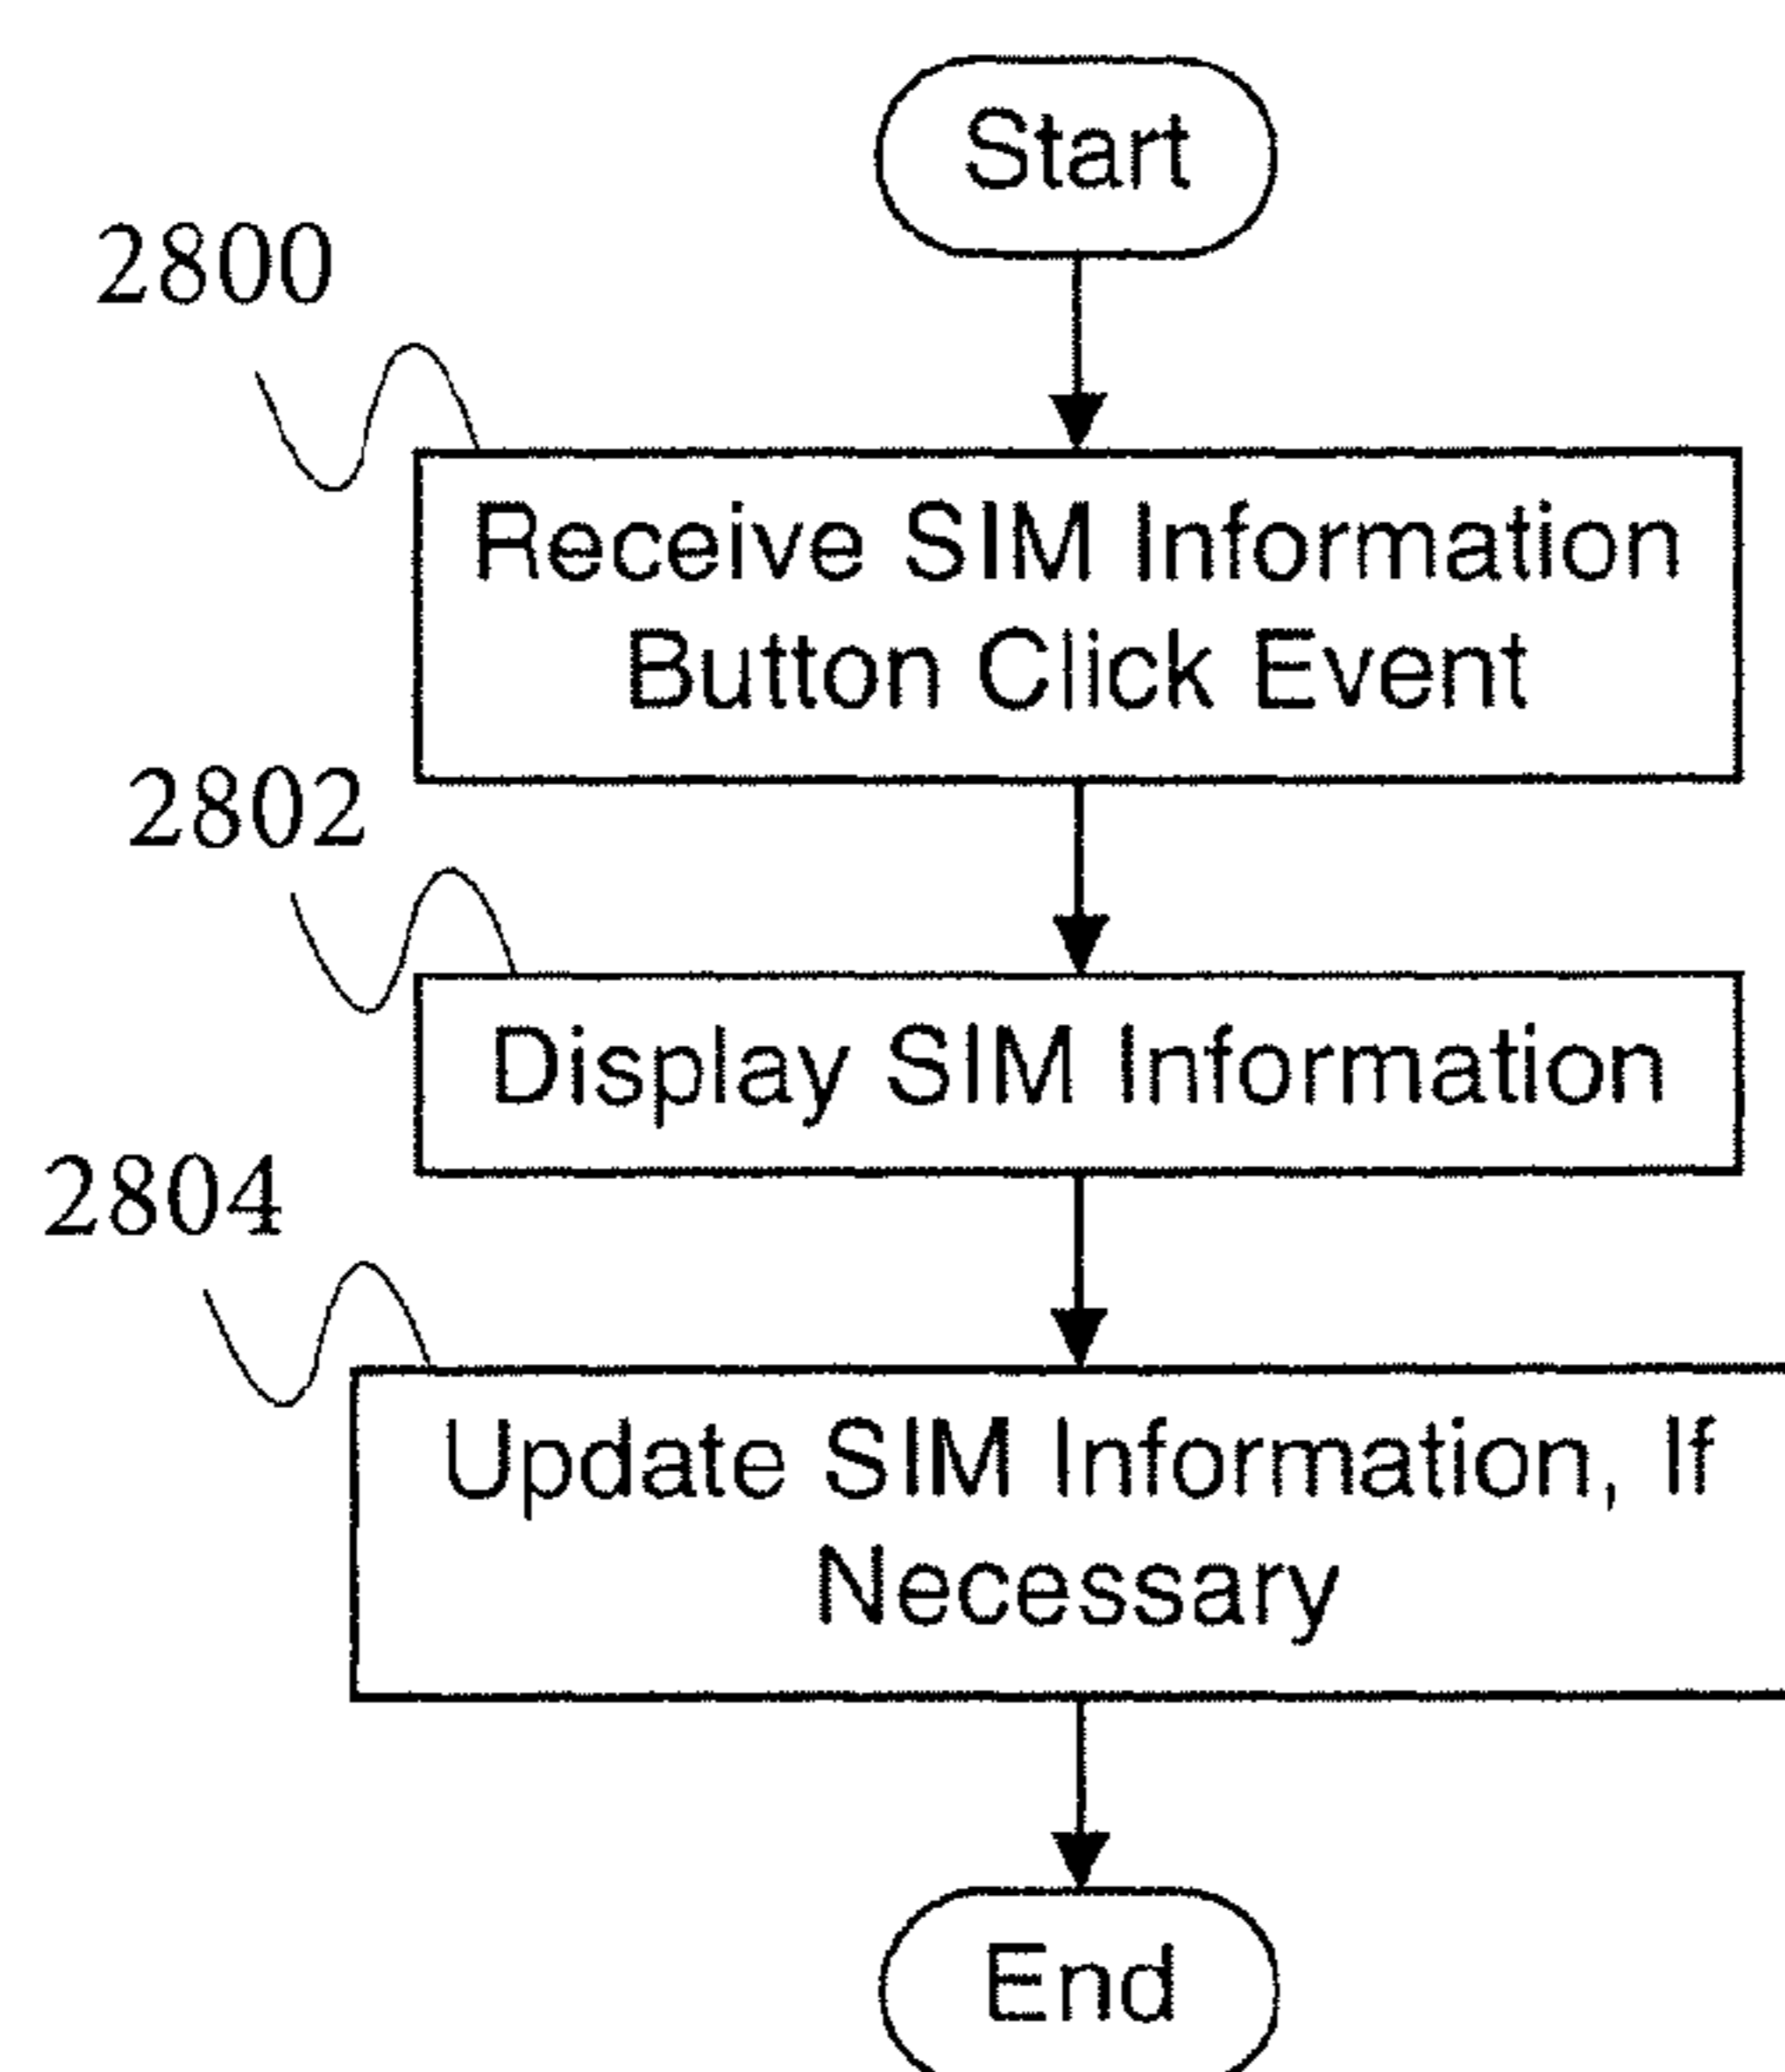 Start
2800
Receive SIM Information
Button Click Event
2802
Display SIM Information
2804
Update SIM Information, If
Necessary
End